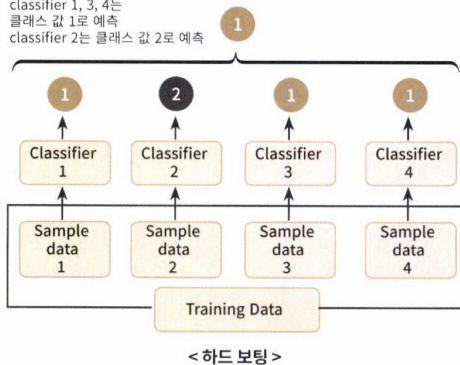 classifier 1, 3, 4는
클래스 값 1로 예측
classifier 2는 클래스 값 2로 예측
1
1
2
1
1
Classifier
1
Classifier
2
Classifier
3
Classifier
4
Sample
data
1
Sample
data
2
Sample
data
3
Sample
data
4
Training Data
< 하드 보팅 >